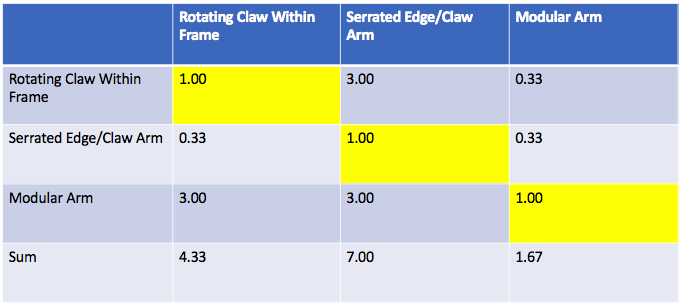 Rotating Claw Within Frame Serrated Edge/Claw Arm Modular Arm
Rotating Claw Within Frame 1.00 3.00 0.33
Serrated Edge/Claw Arm 0.33 1.00 0.33
Modular Arm 3.00 3.00 1.00
Sum 4.33 7.00 1.67